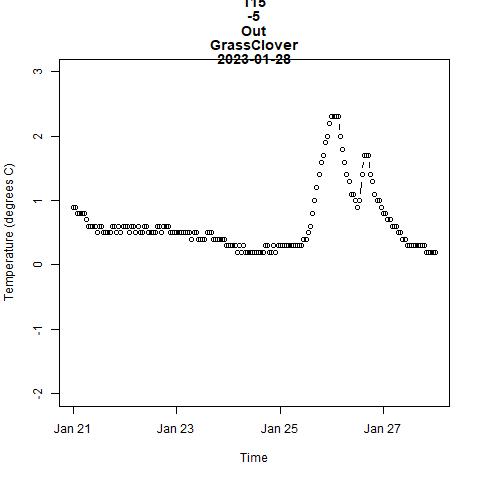 T15
-5
Out
GrassClover
2023-01-28
3
2
1
0
-1
-2
Temperature (degrees C)
Jan 21
Jan 23
Jan 25
Jan 27
Time